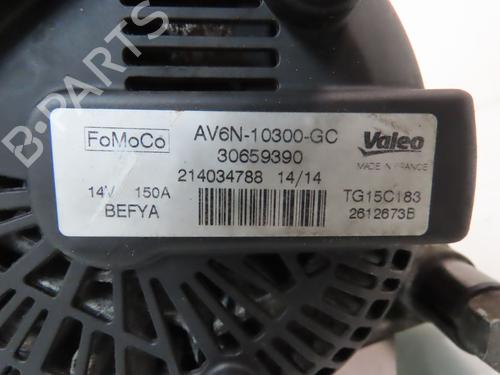 FoMoCo
AV6N-10300-GC
Valeo
30659390
MADE IN FRANCE
214034788 14/14
14V 150A
TG15C183
BEFYA
2612673B
B-PARTS